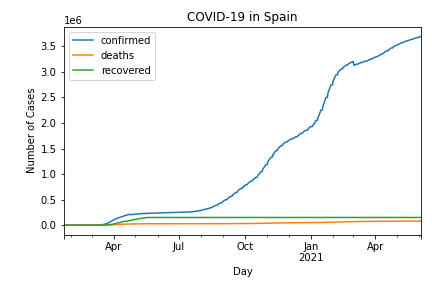 COVID-19 in Spain
1e6
confirmed
deaths
recovered
3.5
3.0
2.5
2.0
1.5
1.0
0.5
0.0
Number of Cases
Apr Jul Oct Jan Apr
2021
Day